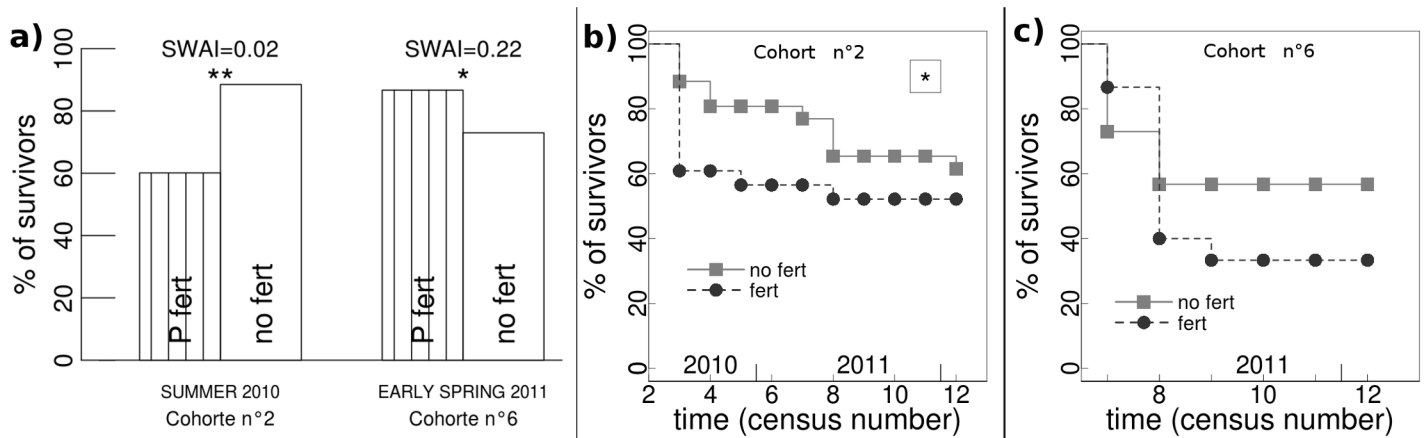 a)
SWAI=0.02
SWAI=0.22
**
*
% of survivors
100
80
60
40
20
0
P fert
no fert
P fert
no fert
SUMMER 2010
EARLY SPRING 2011
Cohorte n°2
Cohorte n°6
b)
Cohort n°2
*
% of survivors
100
80
60
40
20
0
no fert
fert
2010
2011
2 4 6 8 10 12
time (census number)
c)
Cohort n°6
% of survivors
100
80
60
40
20
0
no fert
fert
2011
8 10 12
time (census number)